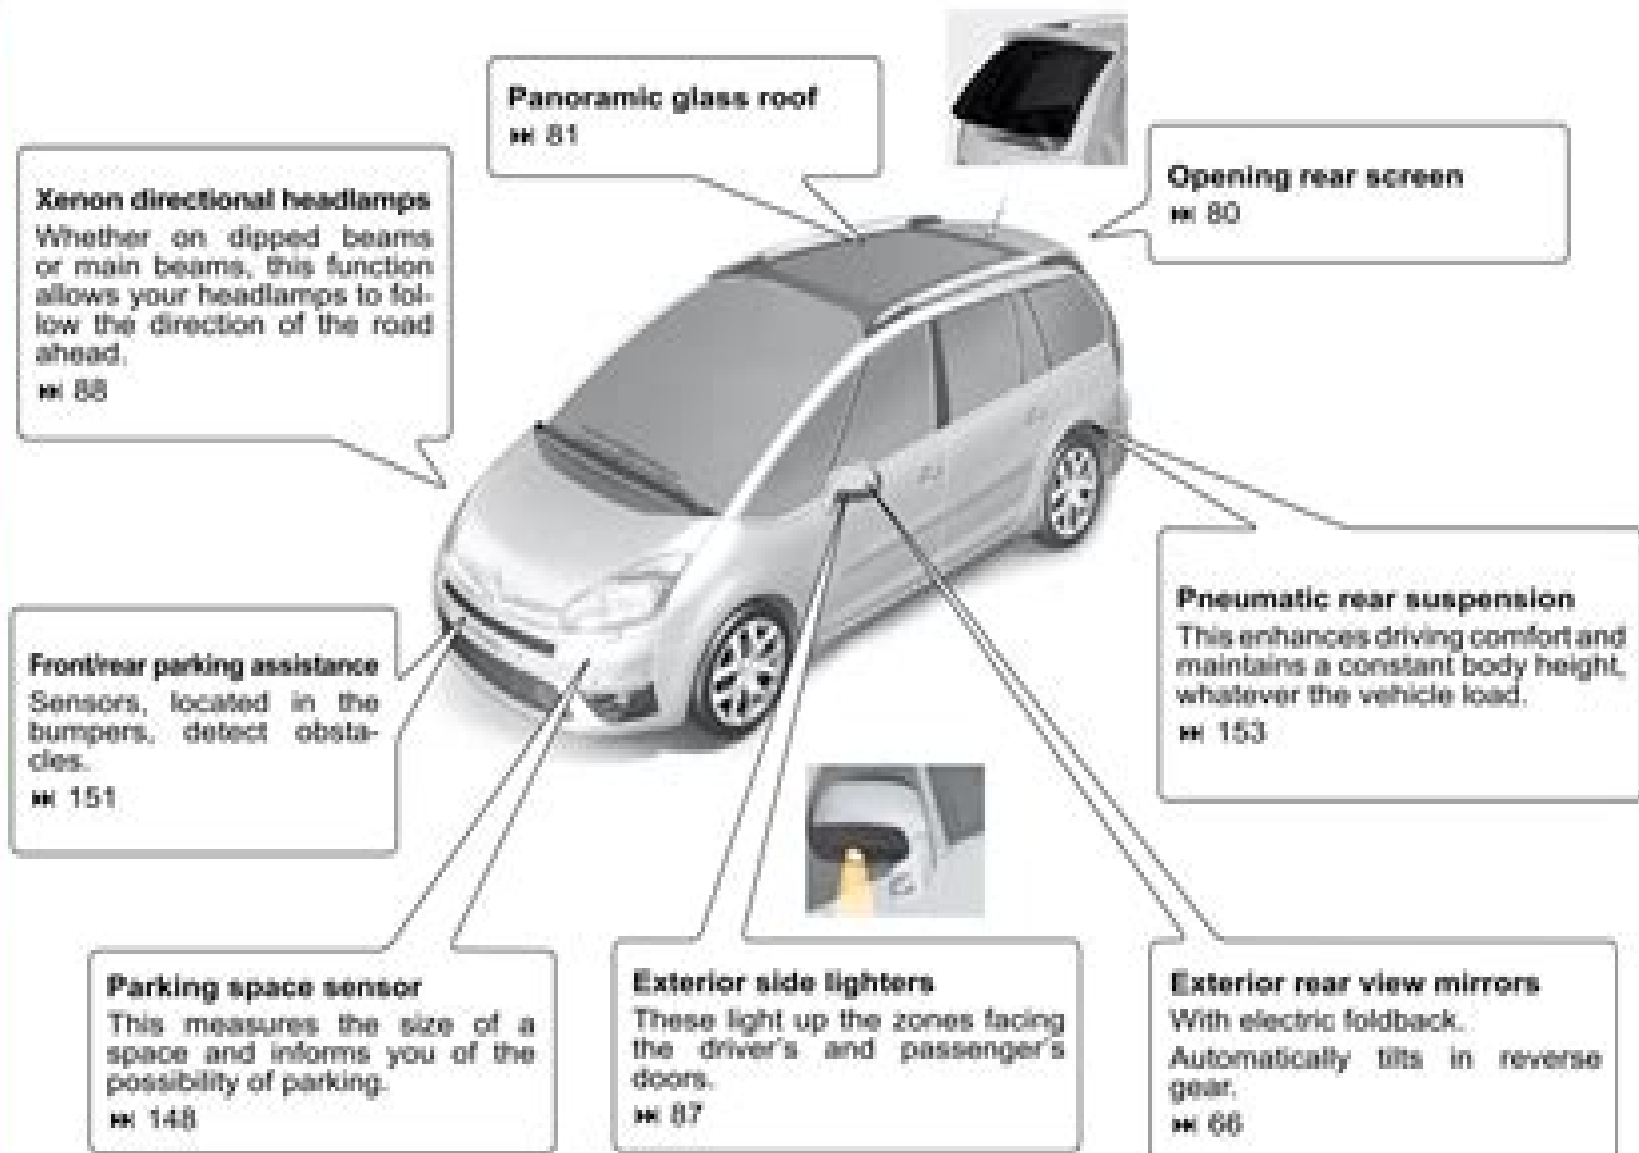 Panoramic glass roof
81
Opening rear screen
80
Xenon directional headlamps
Whether on dipped beams
or main beams, this function
allows your headlamps to fol-
low the direction of the road
ahead.
88
Pneumatic rear suspension
This enhances driving comfort and
maintains a constant body height,
whatever the vehicle load.
153
Front/rear parking assistance
Sensors, located in the
bumpers, detect obsta-
cles.
151
Parking space sensor
This measures the size of a
space and informs you of the
possibility of parking.
148
Exterior side lighters
These light up the zones facing
the driver's and passenger's
doors.
87
Exterior rear view mirrors
With electric foldback.
Automatically tilts in reverse
gear.
66